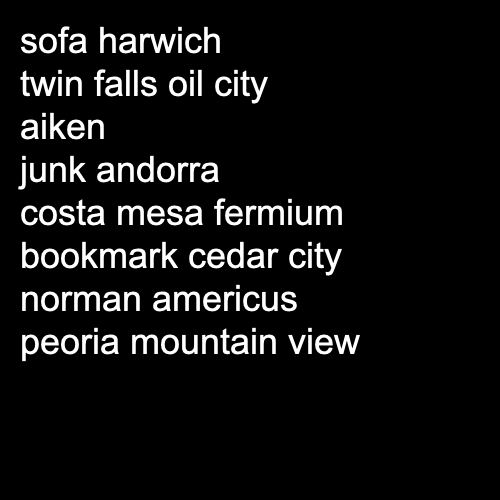 sofa harwich
twin falls oil city
aiken
junk andorra
costa mesa fermium
bookmark cedar city
norman americus
peoria mountain view